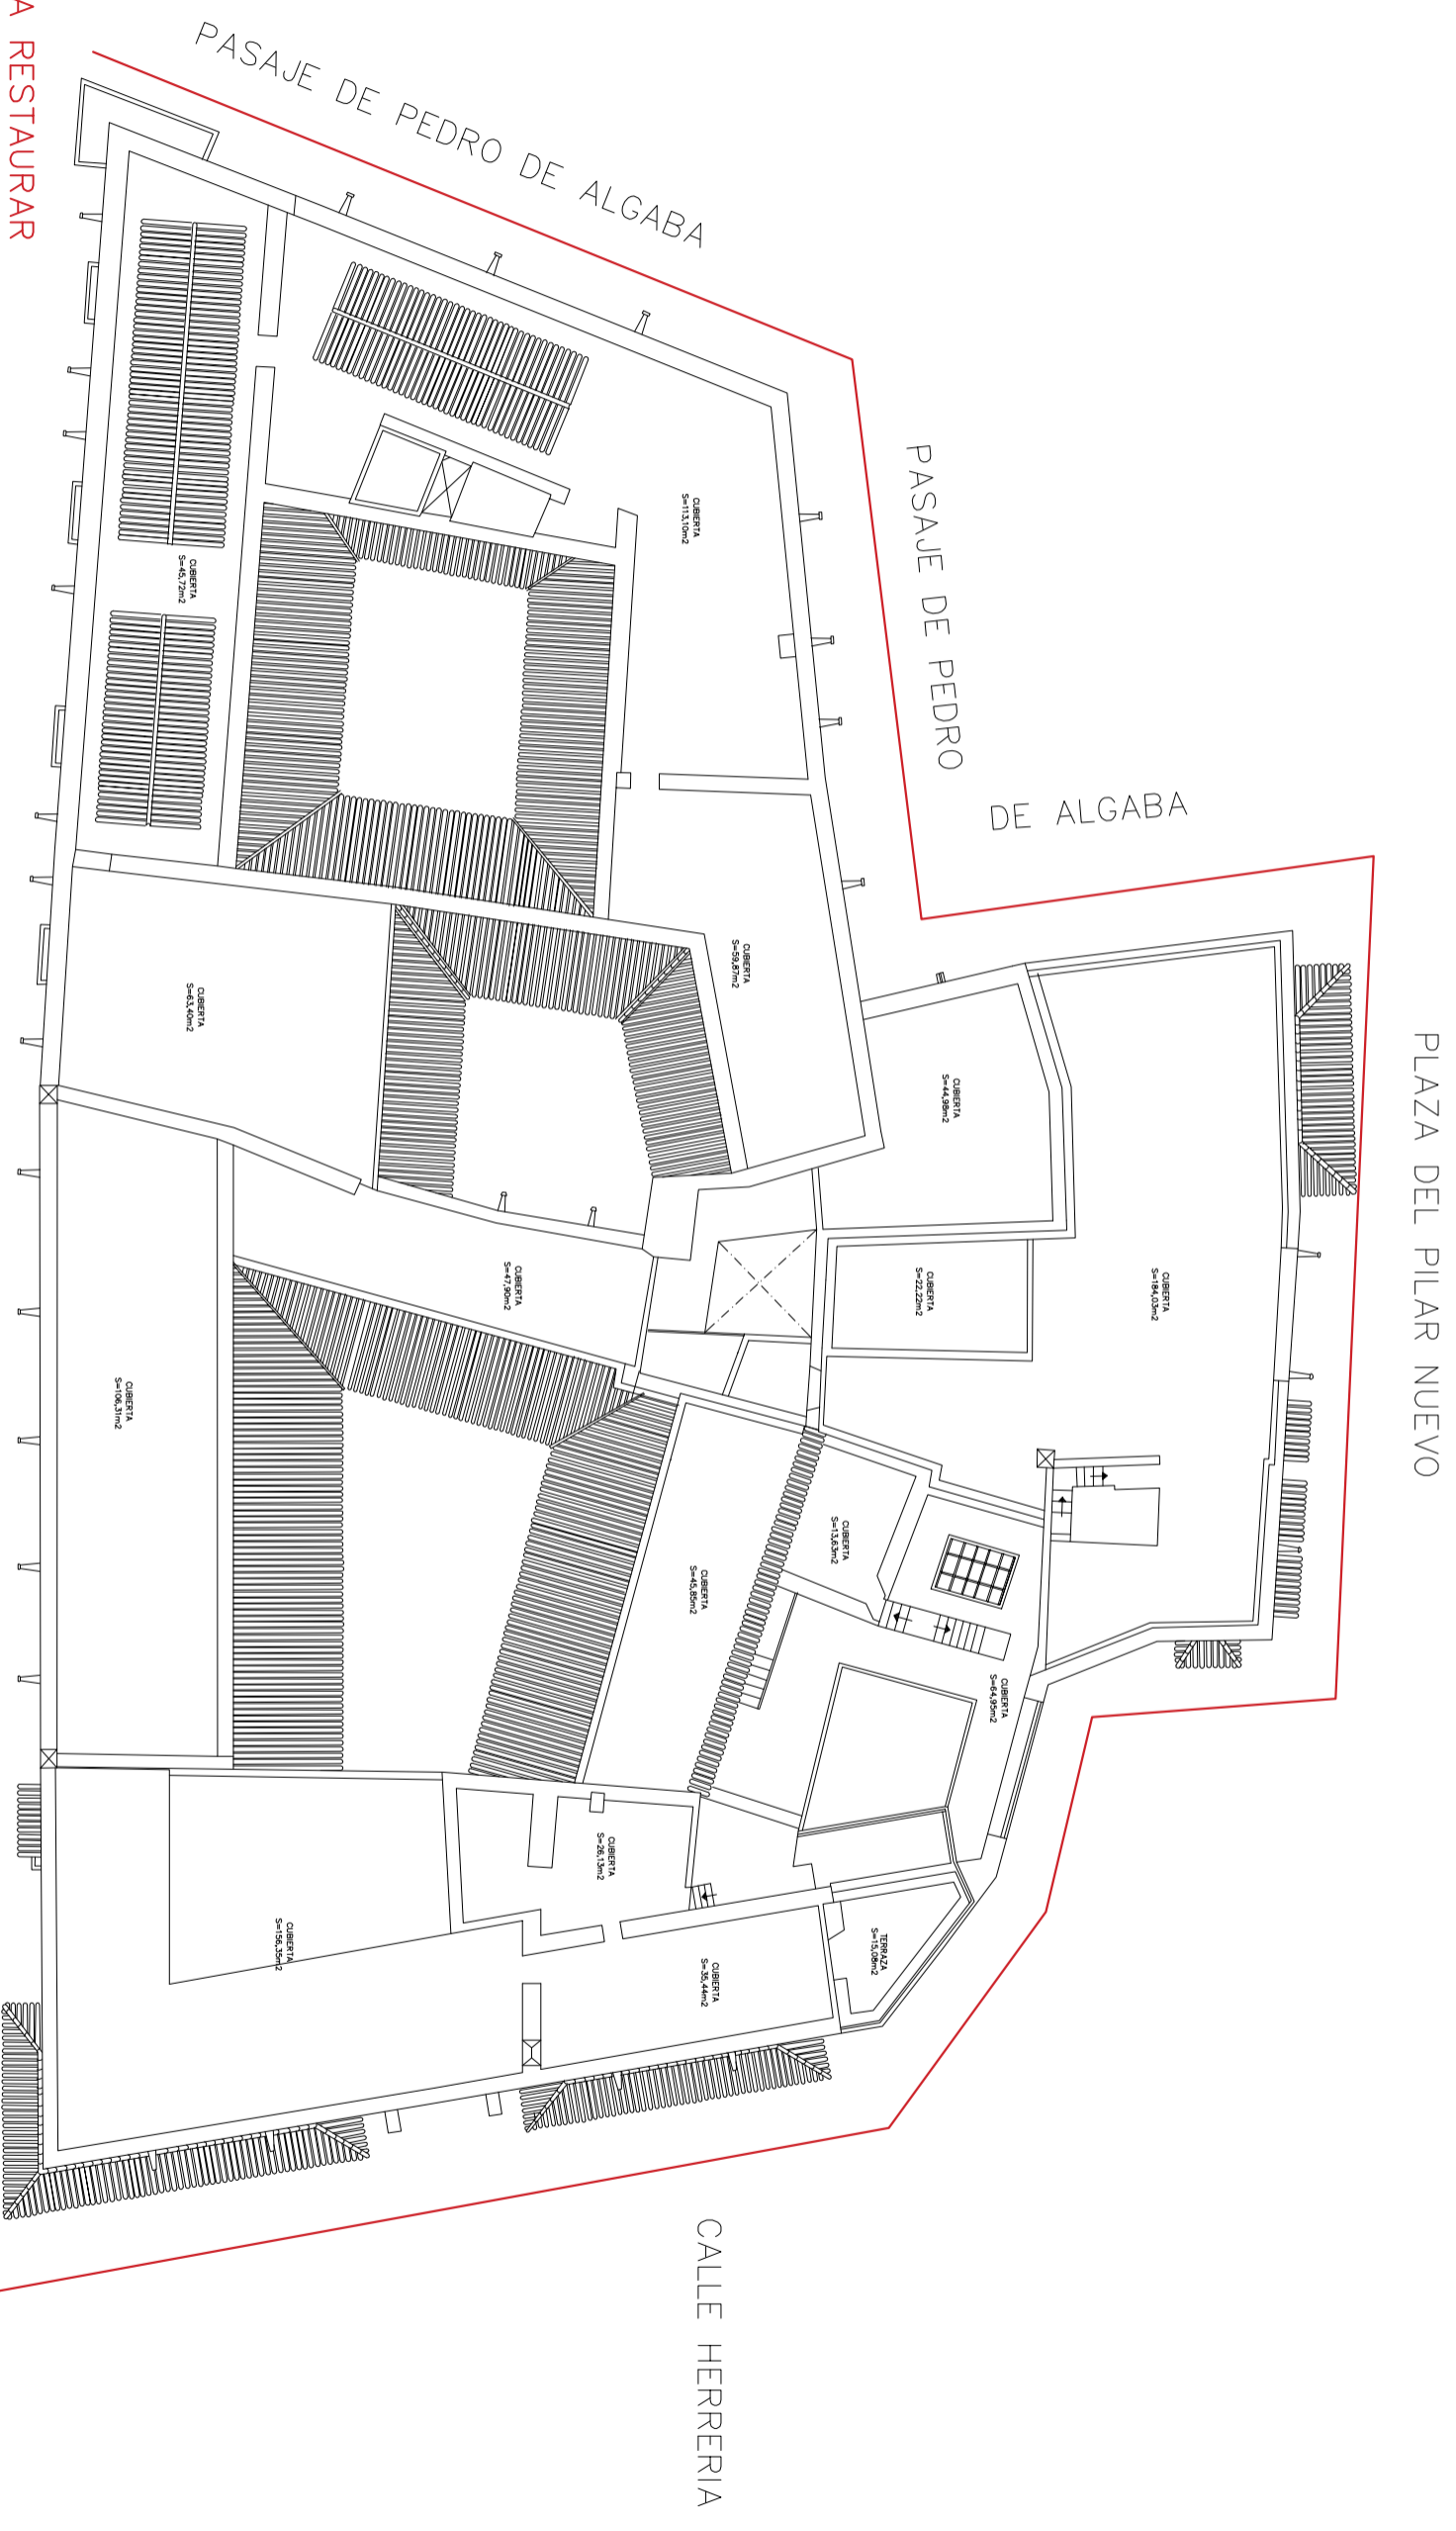 A RESTAURAR
PASAJE DE PEDRO DE ALGABA
PASAJE DE PEDRO
DE ALGABA
PLAZA DEL PILAR NUEVO
CALLE HERRERIA
CUBIERTA
S=113,10m2
CUBIERTA
S=45,72m2
CUBIERTA
S=59,87m2
CUBIERTA
S=63,40m2
CUBIERTA
S=44,98m2
CUBIERTA
S=184,03m2
CUBIERTA
S=22,22m2
CUBIERTA
S=47,90m2
CUBIERTA
S=106,31m2
CUBIERTA
S=13,63m2
CUBIERTA
S=45,85m2
CUBIERTA
S=64,95m2
CUBIERTA
S=26,13m2
CUBIERTA
S=156,35m2
CUBIERTA
S=35,44m2
TERRAZA
S=15,08m2